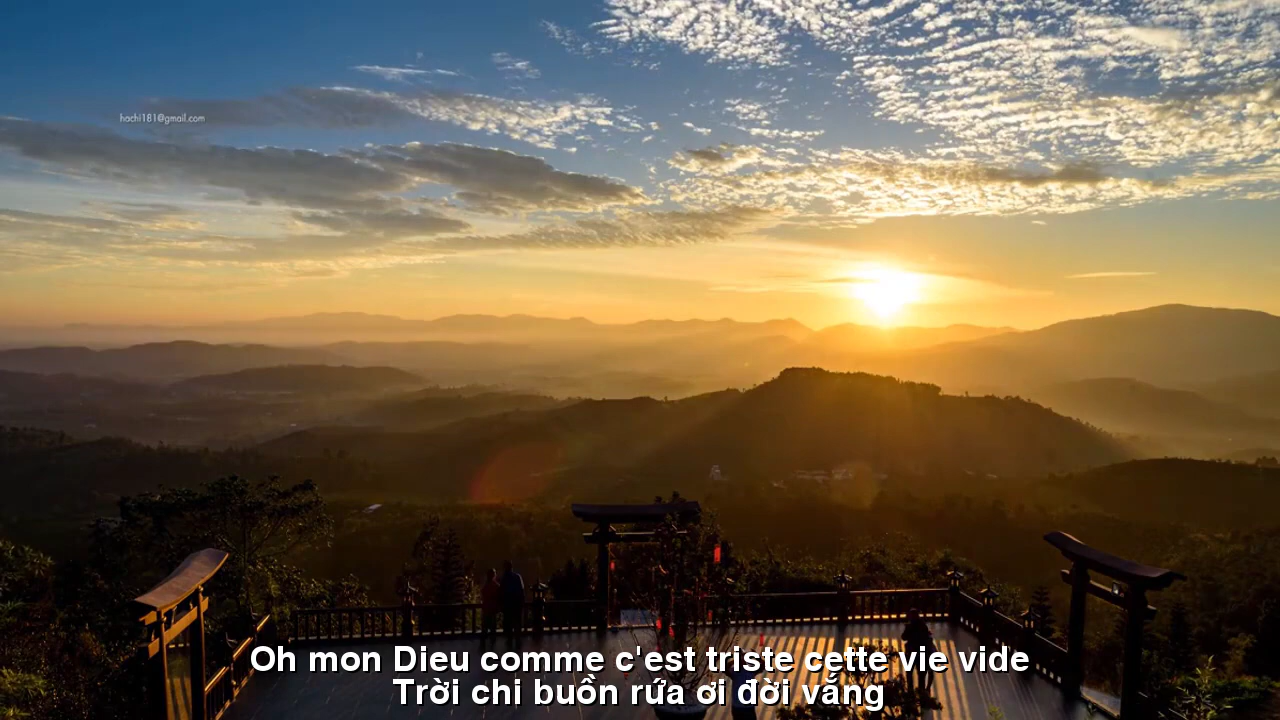 hachi181@gmail.com
Oh mon Dieu comme c'est triste cette vie vide
Trời chi buồn rứa ơi đời vắng